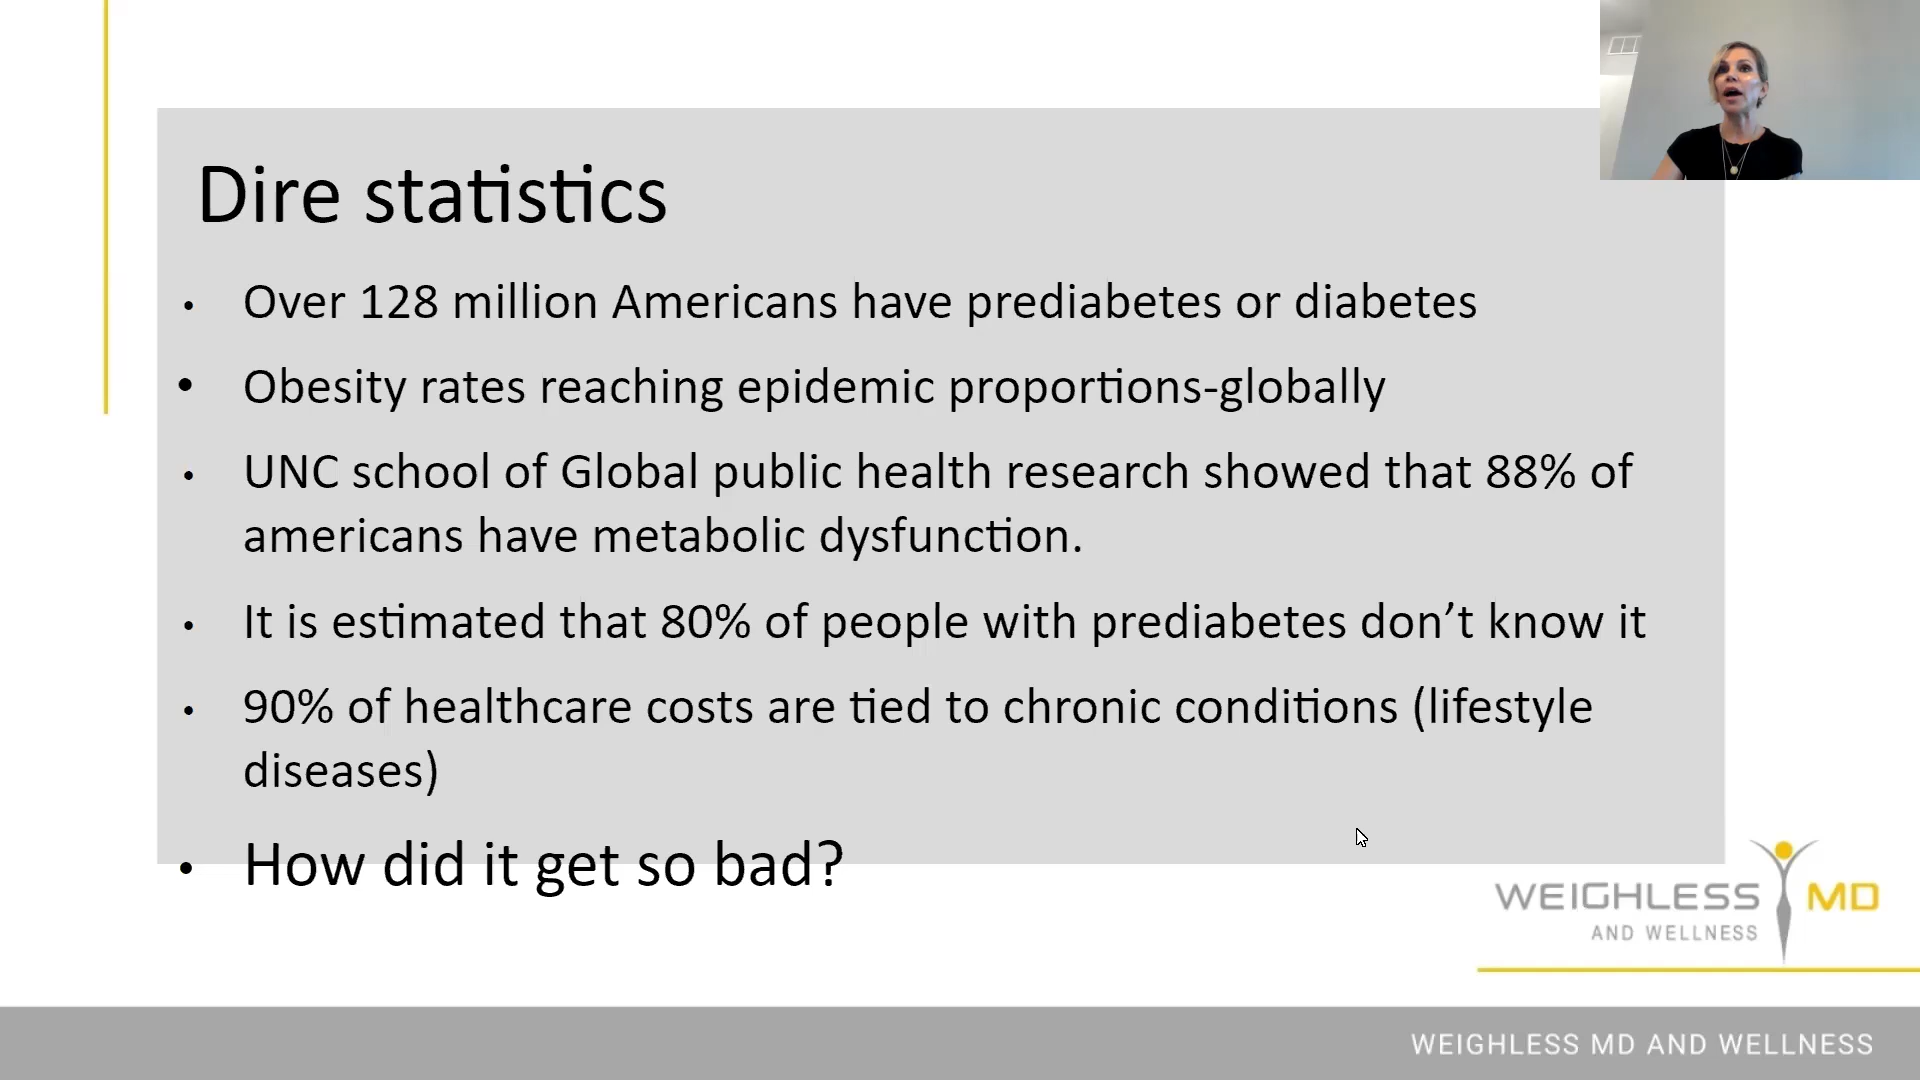 Dire statistics
• Over 128 million Americans have prediabetes or diabetes
• Obesity rates reaching epidemic proportions-globally
• UNC school of Global public health research showed that 88% of
americans have metabolic dysfunction.
• It is estimated that 80% of people with prediabetes don’t know it
• 90% of healthcare costs are tied to chronic conditions (lifestyle
diseases)
• How did it get so bad?
WEIGHLESS MD
AND WELLNESS
WEIGHLESS MD AND WELLNESS